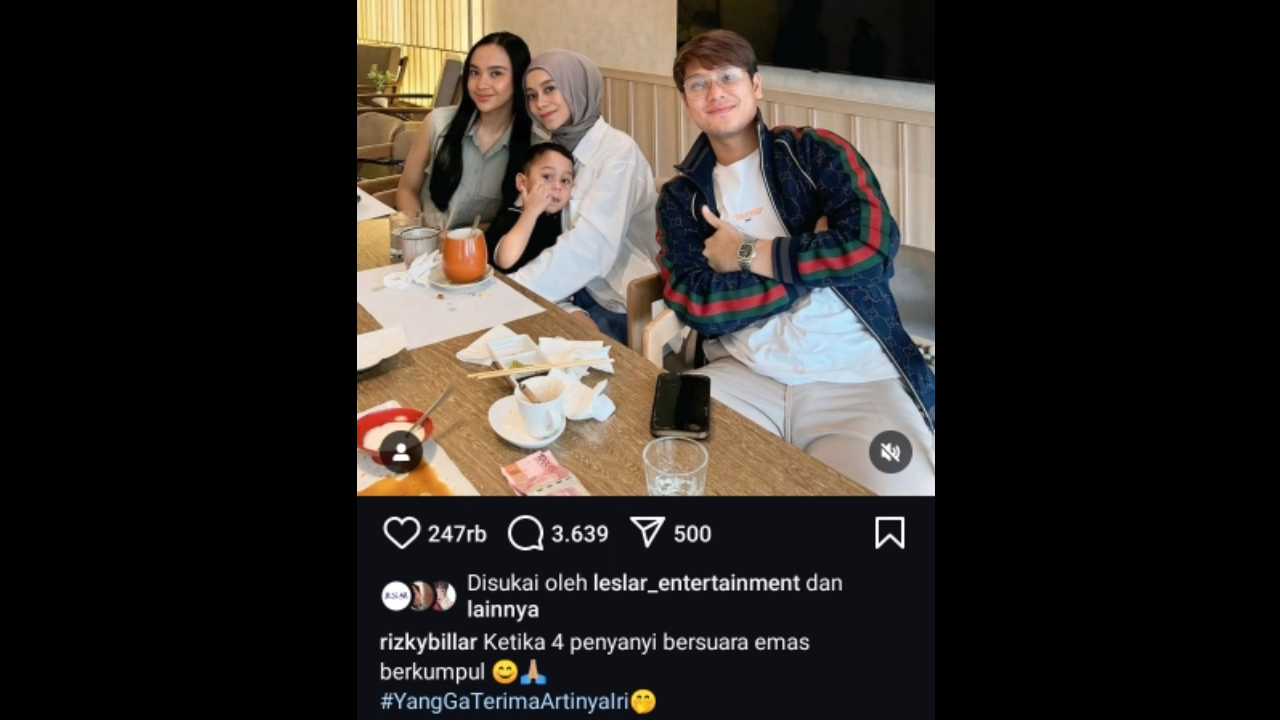 247rb 3.639 500
Disukai oleh leslar_entertainment dan
lainnya
rizkybillar Ketika 4 penyanyi bersuara emas
berkumpul 😊🙏🏼
#YangGaTerimaArtinyaIri🤭